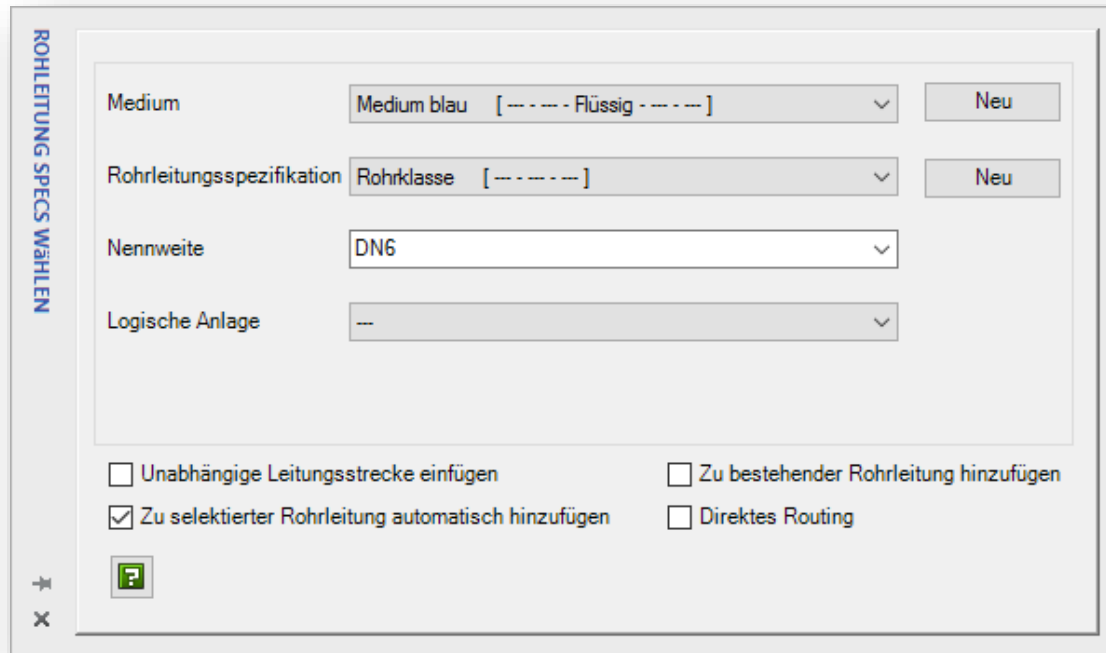 ROHLEITUNG SPECS WäHLEN
Medium
Medium blau [ --- - --- - Flüssig - --- - --- ]
Neu
Rohrleitungsspezifikation
Rohrklasse [ --- - --- - --- ]
Neu
Nennweite
DN6
Logische Anlage
---
Unabhängige Leitungsstrecke einfügen
Zu bestehender Rohrleitung hinzufügen
Zu selektierter Rohrleitung automatisch hinzufügen
Direktes Routing
?